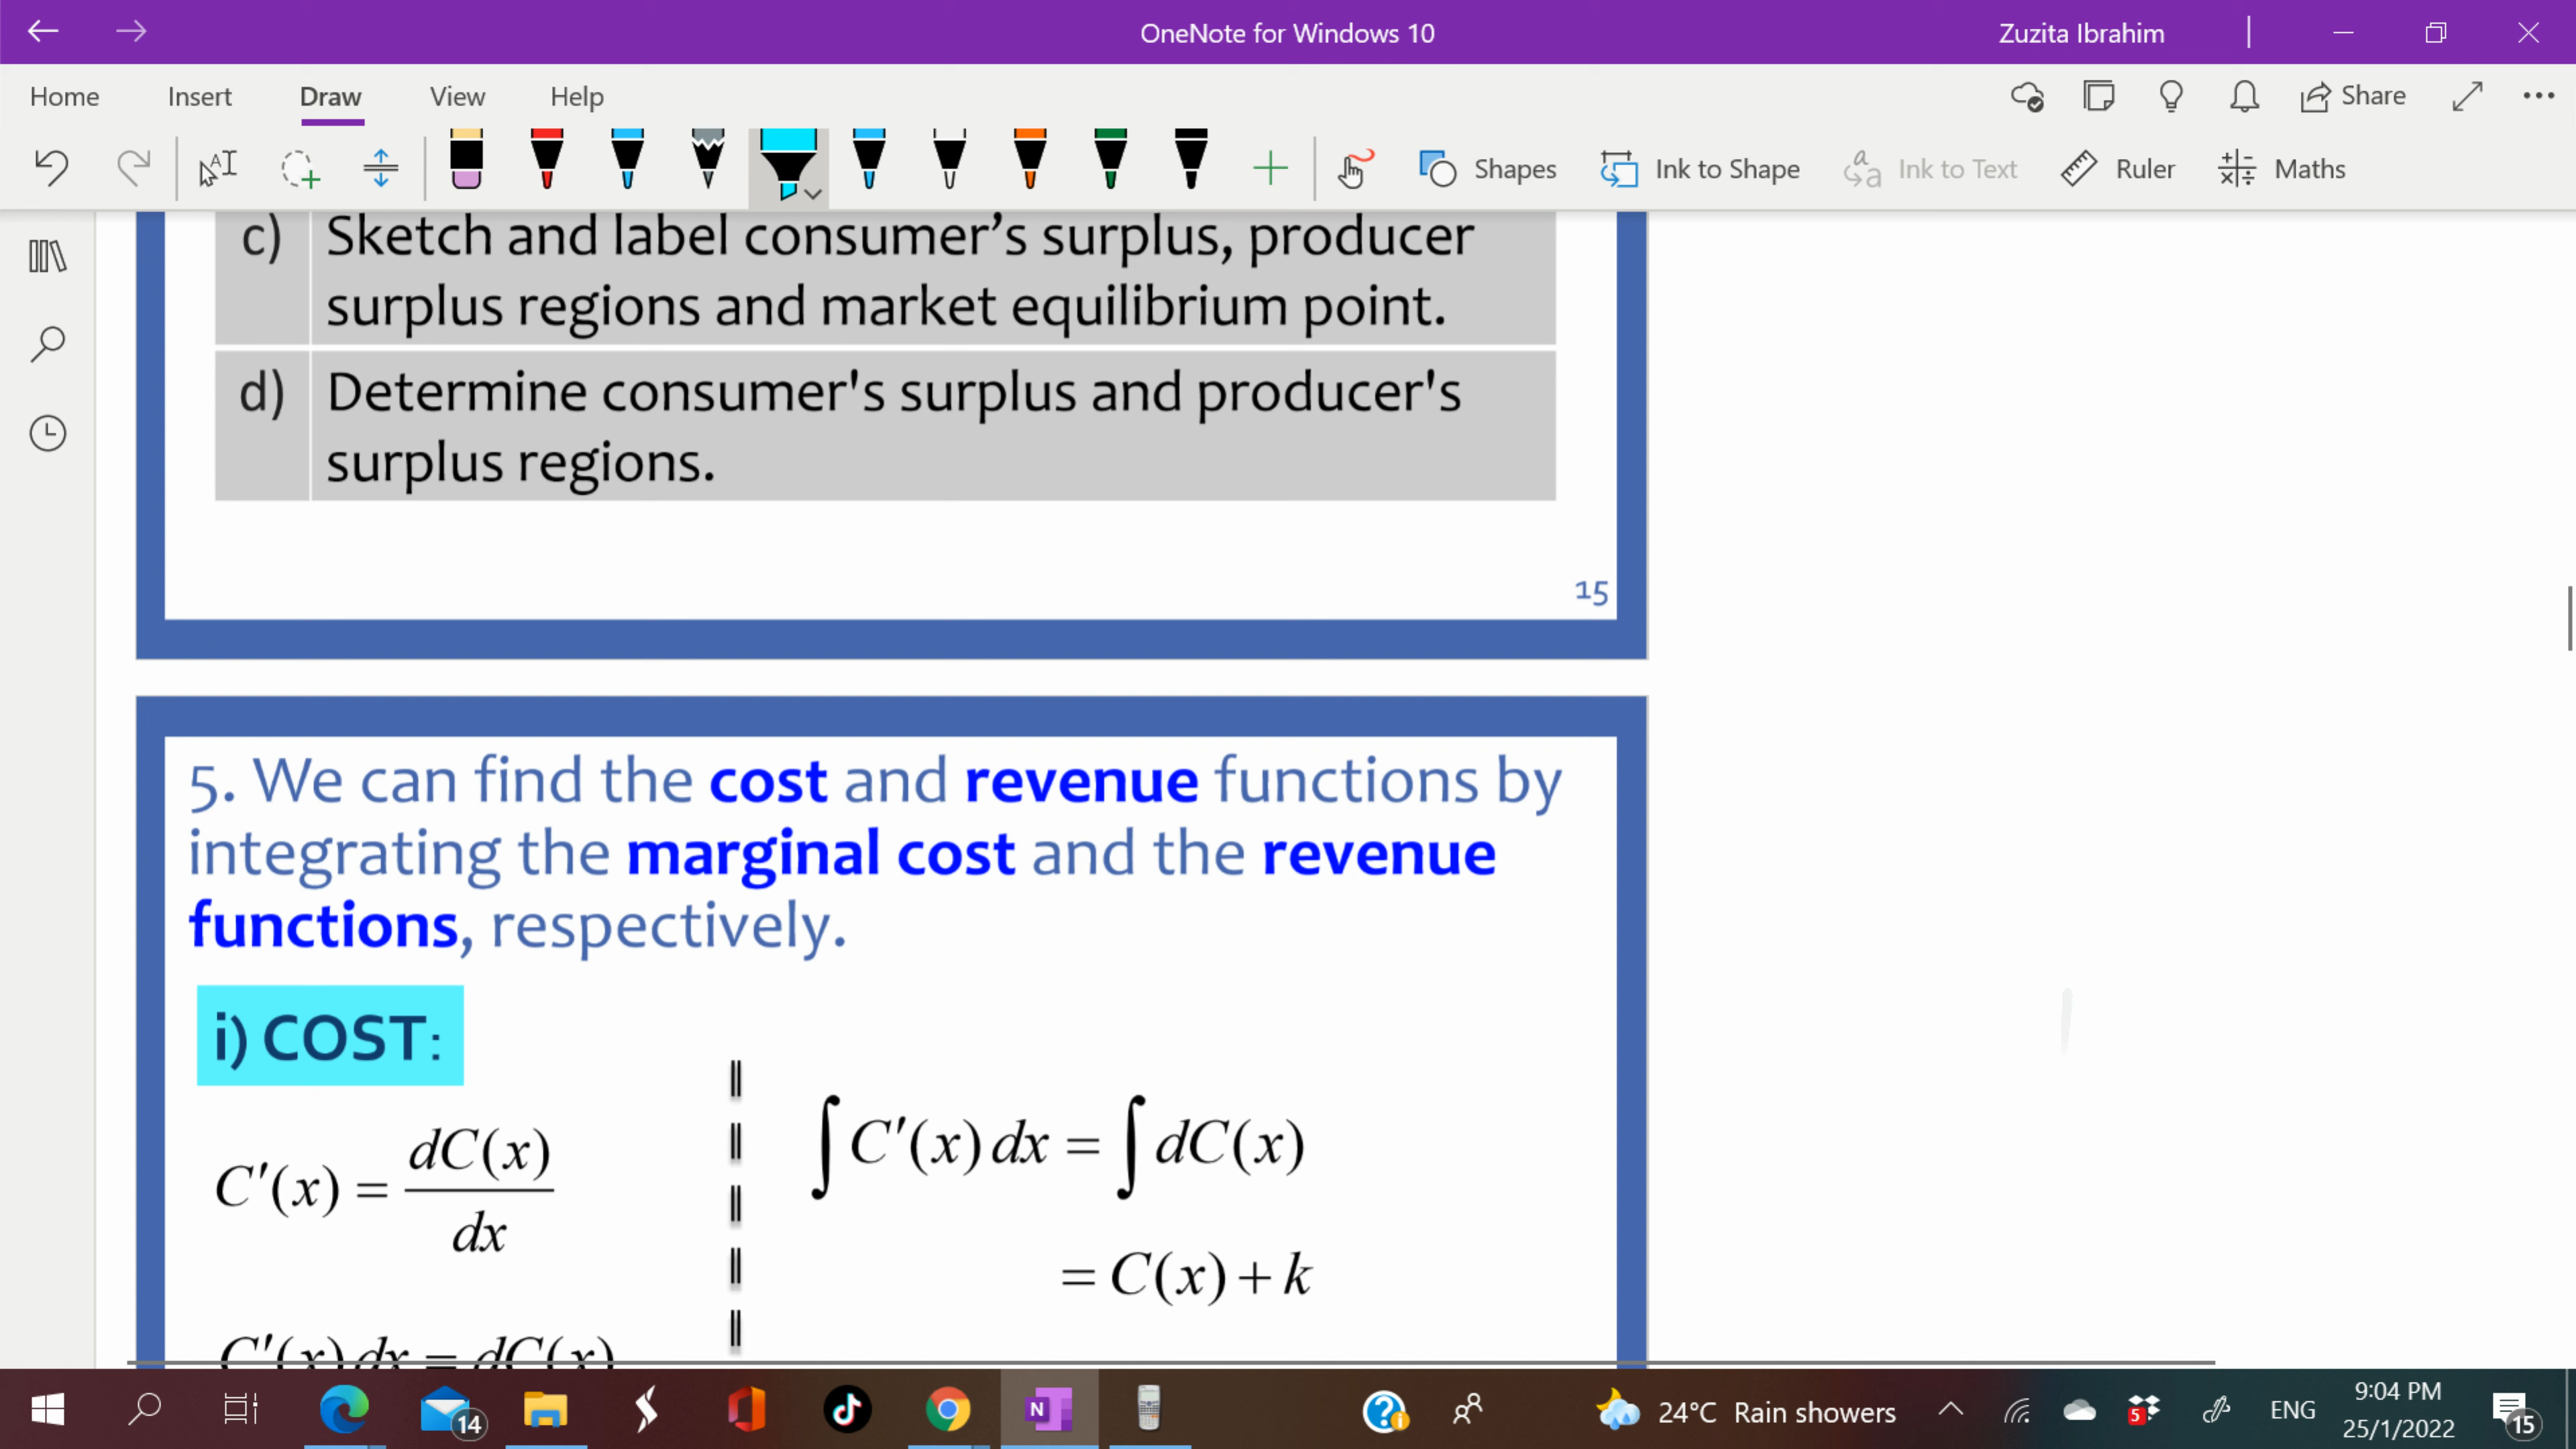 OneNote for Windows 10
Zuzita Ibrahim
Home Insert Draw View Help
Share
Shapes
Ink to Shape
Ink to Text
Ruler
Maths
c) Sketch and label consumer’s surplus, producer
surplus regions and market equilibrium point.
d) Determine consumer's surplus and producer's
surplus regions.
15
5. We can find the cost and revenue functions by
integrating the marginal cost and the revenue
functions, respectively.
i) COST:
C'(x) = dC(x)/dx
∫C'(x) dx = ∫dC(x)
= C(x) + k
C'(x) dx = dC(x)
14
24°C Rain showers
5
ENG
9:04 PM
25/1/2022
15